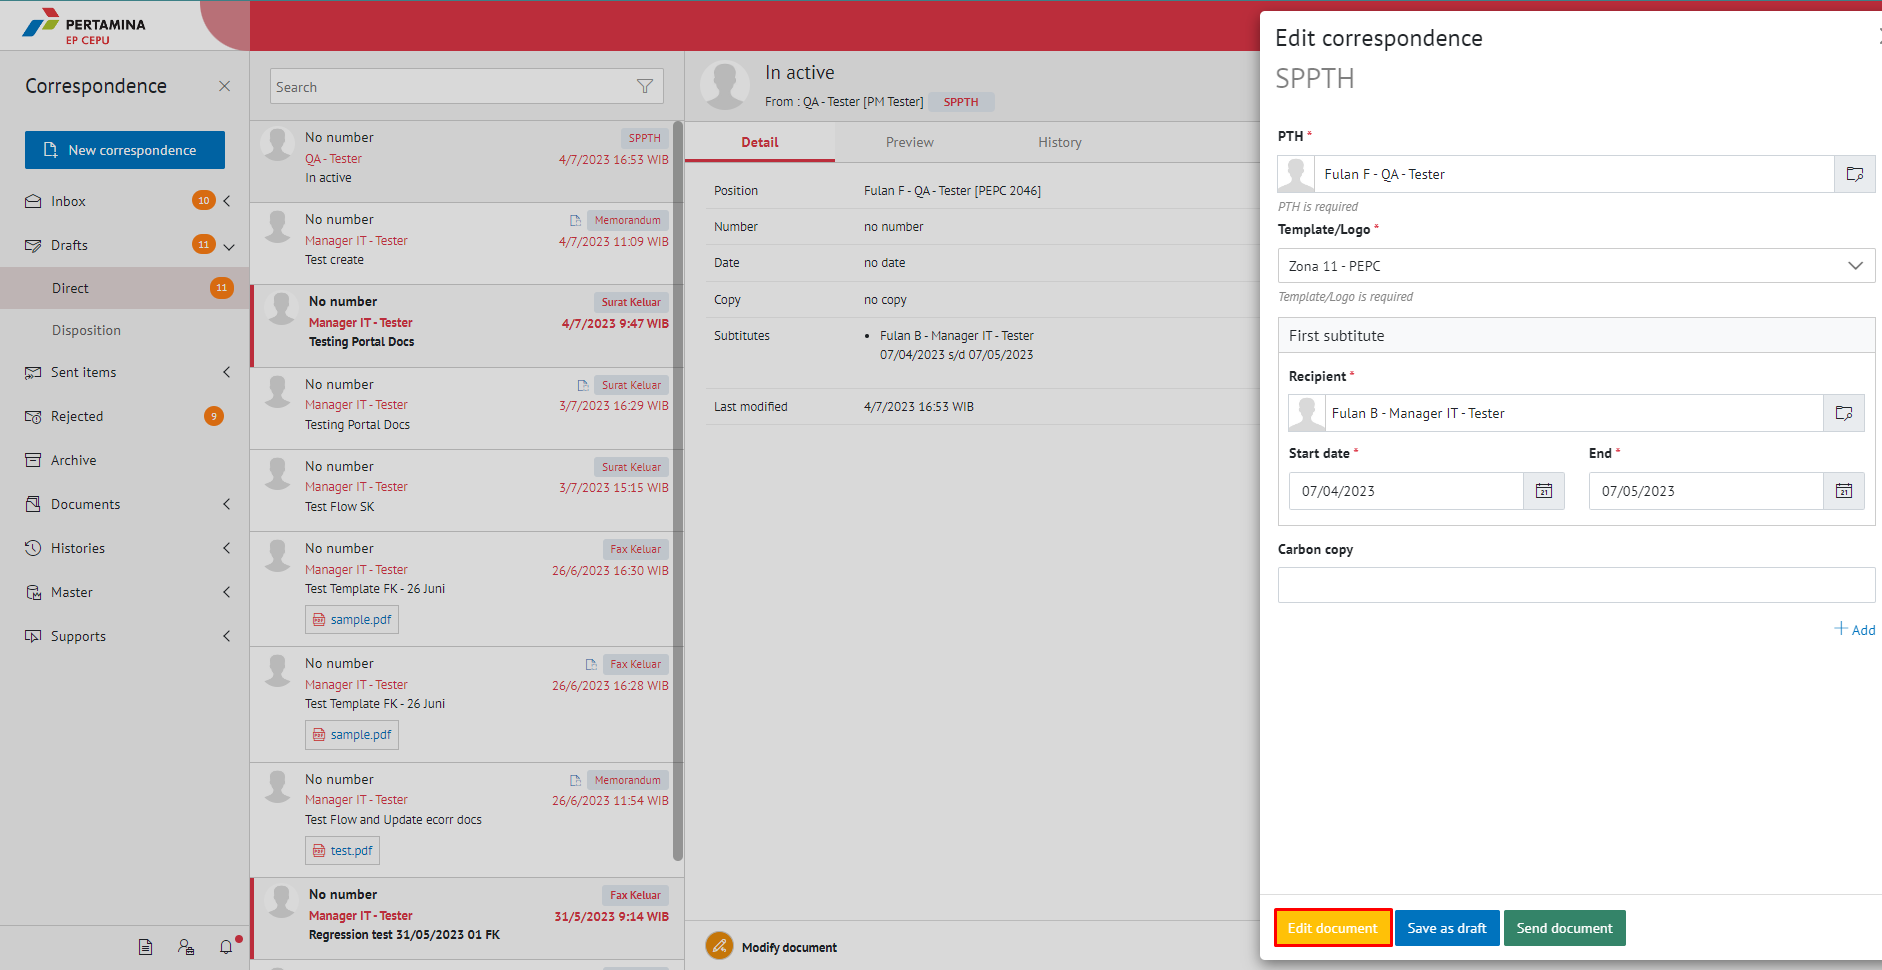 PERTAMINA
EP CEPU
Correspondence
New correspondence
Inbox
10
Drafts
11
Direct
11
Disposition
Sent items
Rejected
9
Archive
Documents
Histories
Master
Supports
Search
No number
SPPTH
QA - Tester
4/7/2023 16:53 WIB
In active
No number
Memorandum
Manager IT - Tester
4/7/2023 11:09 WIB
Test create
No number
Surat Keluar
Manager IT - Tester
4/7/2023 9:47 WIB
Testing Portal Docs
No number
Surat Keluar
Manager IT - Tester
3/7/2023 16:29 WIB
Testing Portal Docs
No number
Surat Keluar
Manager IT - Tester
3/7/2023 15:15 WIB
Test Flow SK
No number
Fax Keluar
Manager IT - Tester
26/6/2023 16:30 WIB
Test Template FK - 26 Juni
sample.pdf
No number
Fax Keluar
Manager IT - Tester
26/6/2023 16:28 WIB
Test Template FK - 26 Juni
sample.pdf
No number
Memorandum
Manager IT - Tester
26/6/2023 11:54 WIB
Test Flow and Update ecorr docs
test.pdf
No number
Fax Keluar
Manager IT - Tester
31/5/2023 9:14 WIB
Regression test 31/05/2023 01 FK
In active
From : QA - Tester [PM Tester] SPPTH
Detail
Preview
History
Position
Fulan F - QA - Tester [PEPC 2046]
Number
no number
Date
no date
Copy
no copy
Subtitutes
• Fulan B - Manager IT - Tester
07/04/2023 s/d 07/05/2023
Last modified
4/7/2023 16:53 WIB
Modify document
Edit correspondence
SPPTH
PTH *
Fulan F - QA - Tester
PTH is required
Template/Logo *
Zona 11 - PEPC
Template/Logo is required
First subtitute
Recipient *
Fulan B - Manager IT - Tester
Start date *
End *
07/04/2023
21
07/05/2023
21
Carbon copy
+ Add
Edit document
Save as draft
Send document